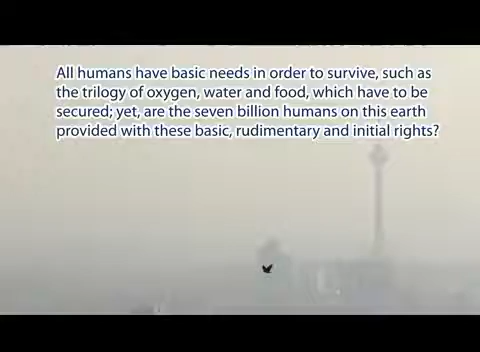 All humans have basic needs in order to survive, such as
the trilogy of oxygen, water and food, which have to be
secured; yet, are the seven billion humans on this earth
provided with these basic, rudimentary and initial rights?